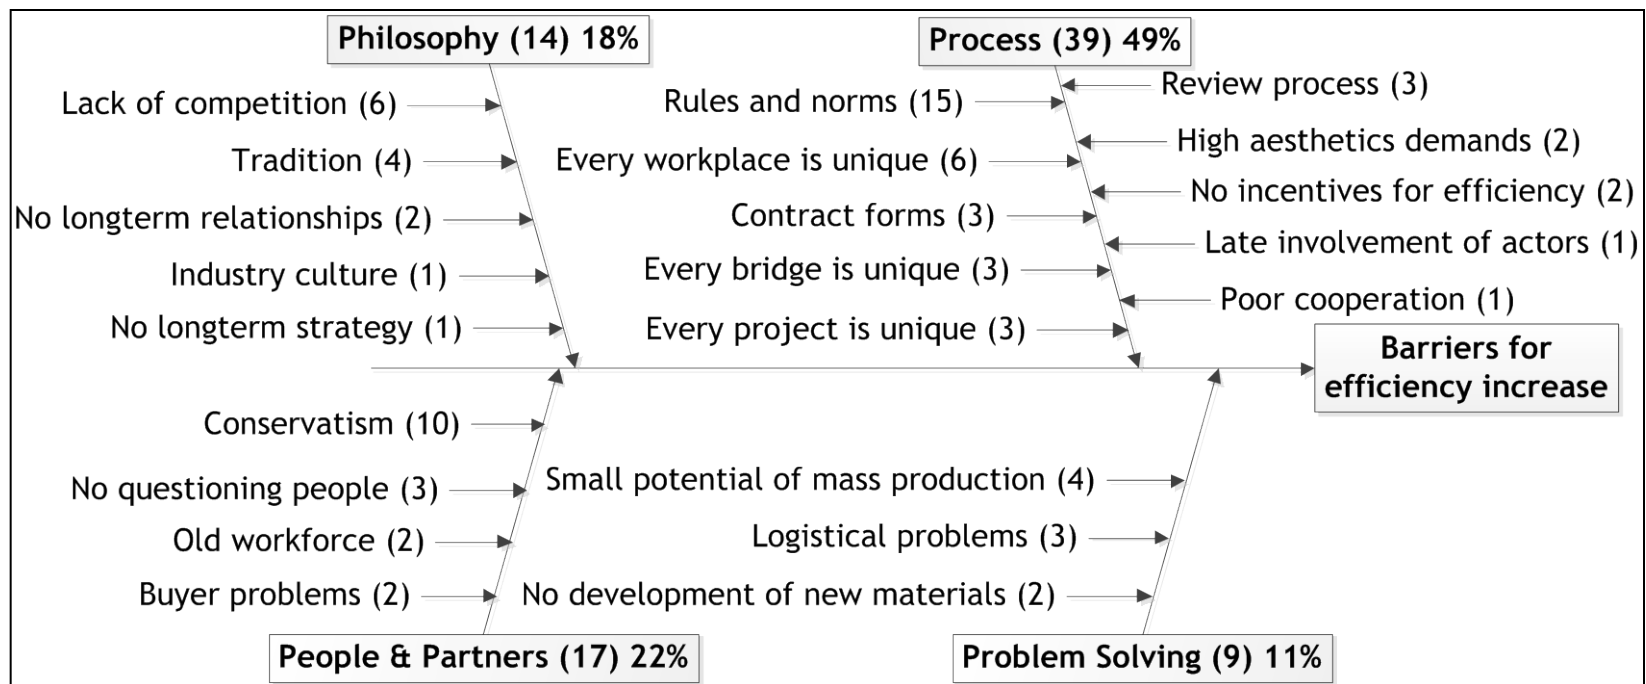 Philosophy (14) 18%
Lack of competition (6)
Tradition (4)
No longterm relationships (2)
Industry culture (1)
No longterm strategy (1)
Process (39) 49%
Rules and norms (15)
Every workplace is unique (6)
Contract forms (3)
Every bridge is unique (3)
Every project is unique (3)
Review process (3)
High aesthetics demands (2)
No incentives for efficiency (2)
Late involvement of actors (1)
Poor cooperation (1)
Barriers for
efficiency increase
Conservatism (10)
No questioning people (3)
Old workforce (2)
Buyer problems (2)
People & Partners (17) 22%
Small potential of mass production (4)
Logistical problems (3)
No development of new materials (2)
Problem Solving (9) 11%